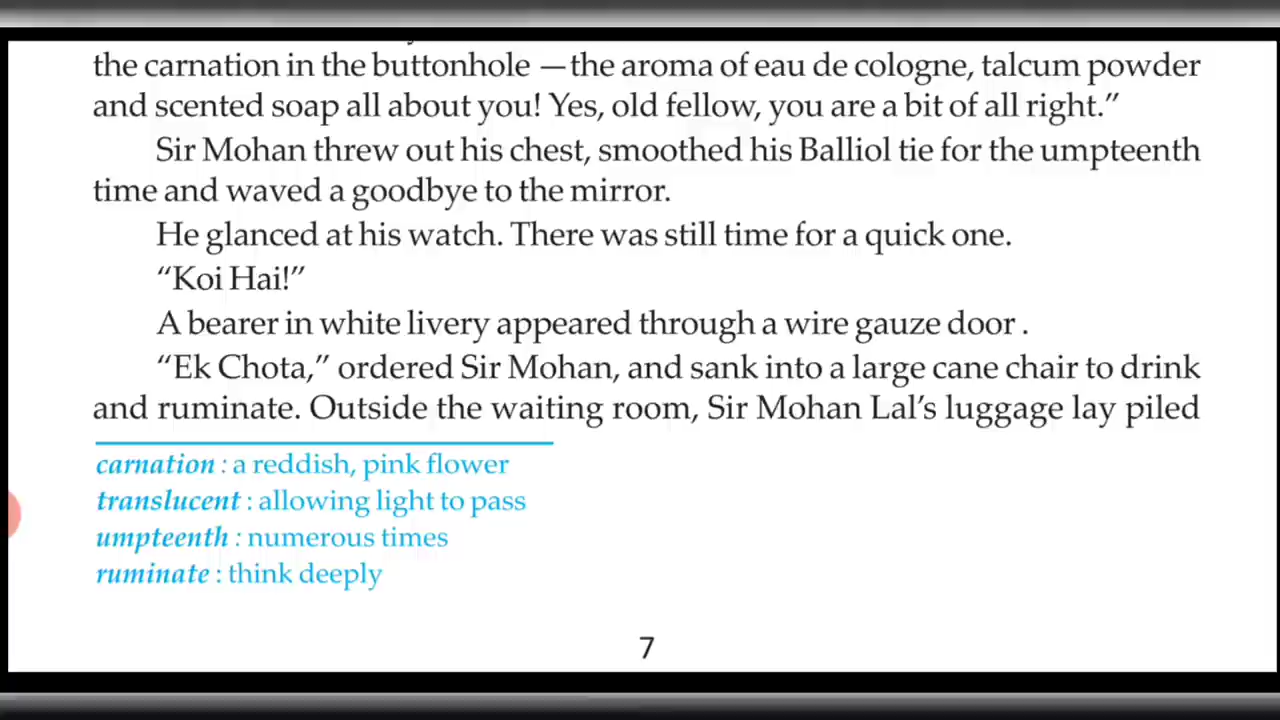 the carnation in the buttonhole —the aroma of eau de cologne, talcum powder
and scented soap all about you! Yes, old fellow, you are a bit of all right.”
Sir Mohan threw out his chest, smoothed his Balliol tie for the umpteenth
time and waved a goodbye to the mirror.
He glanced at his watch. There was still time for a quick one.
“Koi Hai!”
A bearer in white livery appeared through a wire gauze door .
“Ek Chota,” ordered Sir Mohan, and sank into a large cane chair to drink
and ruminate. Outside the waiting room, Sir Mohan Lal’s luggage lay piled
carnation : a reddish, pink flower
translucent : allowing light to pass
umpteenth : numerous times
ruminate : think deeply
7